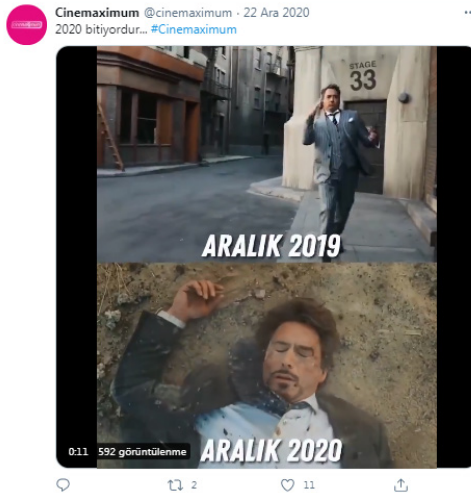 Cinemaximum @cinemaximum · 22 Ara 2020
2020 bitiyordur... #Cinemaximum
STAGE
33
ARALIK 2019
ARALIK 2020
0:11 592 görüntülenme
2 11